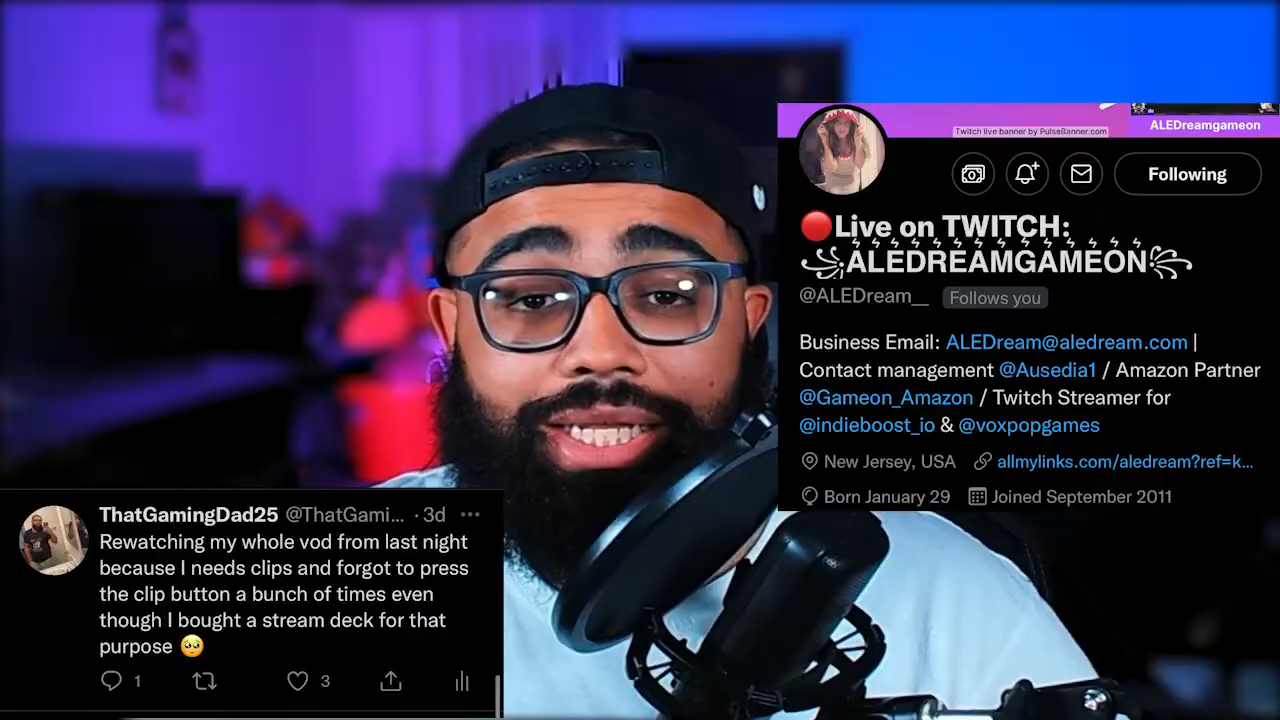 Twitch live banner by PulseBanner.com
ALEDreamgameon
Following
🔴Live on TWITCH:
꧁ALEDREAMGAMEON꧂
@ALEDream__ Follows you
Business Email: ALEDream@aledream.com |
Contact management @Ausedia1 / Amazon Partner
@Gameon_Amazon / Twitch Streamer for
@indieboost_io & @voxpopgames
New Jersey, USA allmylinks.com/aledream?ref=k...
Born January 29 Joined September 2011
ThatGamingDad25 @ThatGami... · 3d ...
Rewatching my whole vod from last night
because I needs clips and forgot to press
the clip button a bunch of times even
though I bought a stream deck for that
purpose 🥺
1 3